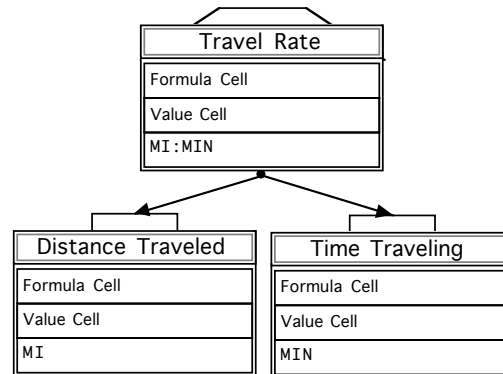 Travel Rate
Formula Cell
Value Cell
MI:MIN
Distance Traveled
Formula Cell
Value Cell
MI
Time Traveling
Formula Cell
Value Cell
MIN